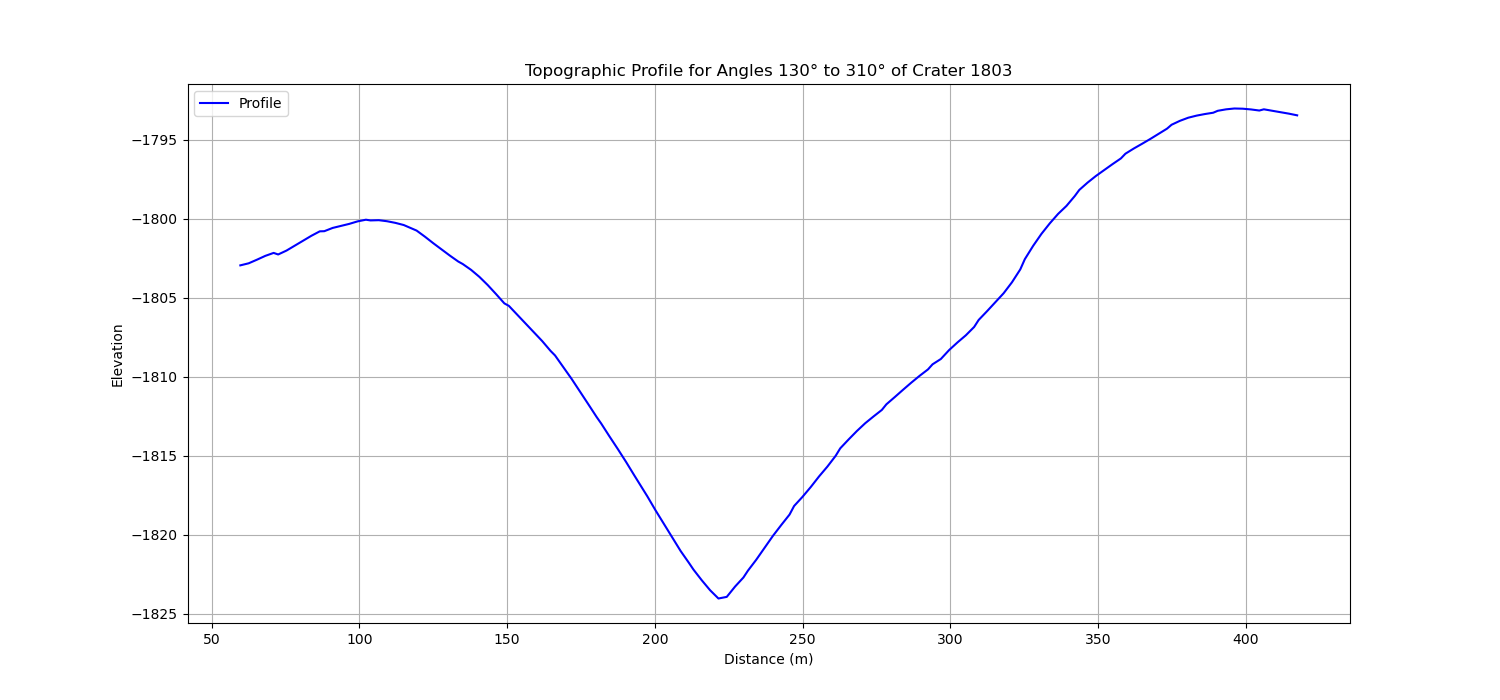 Topographic Profile for Angles 130° to 310° of Crater 1803
Profile
−1795
−1800
−1805
−1810
−1815
−1820
−1825
Elevation
50 100 150 200 250 300 350 400
Distance (m)